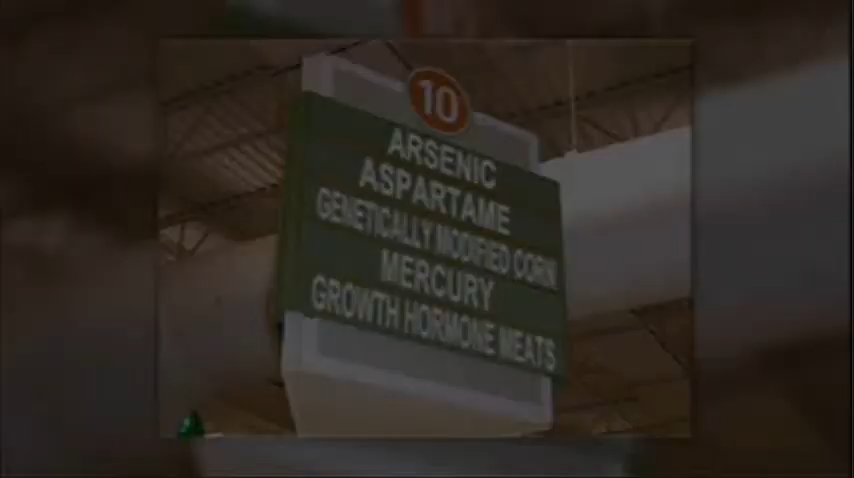 10
ARSENIC
ASPARTAME
GENETICALLY MODIFIED CORN
MERCURY
GROWTH HORMONE MEATS